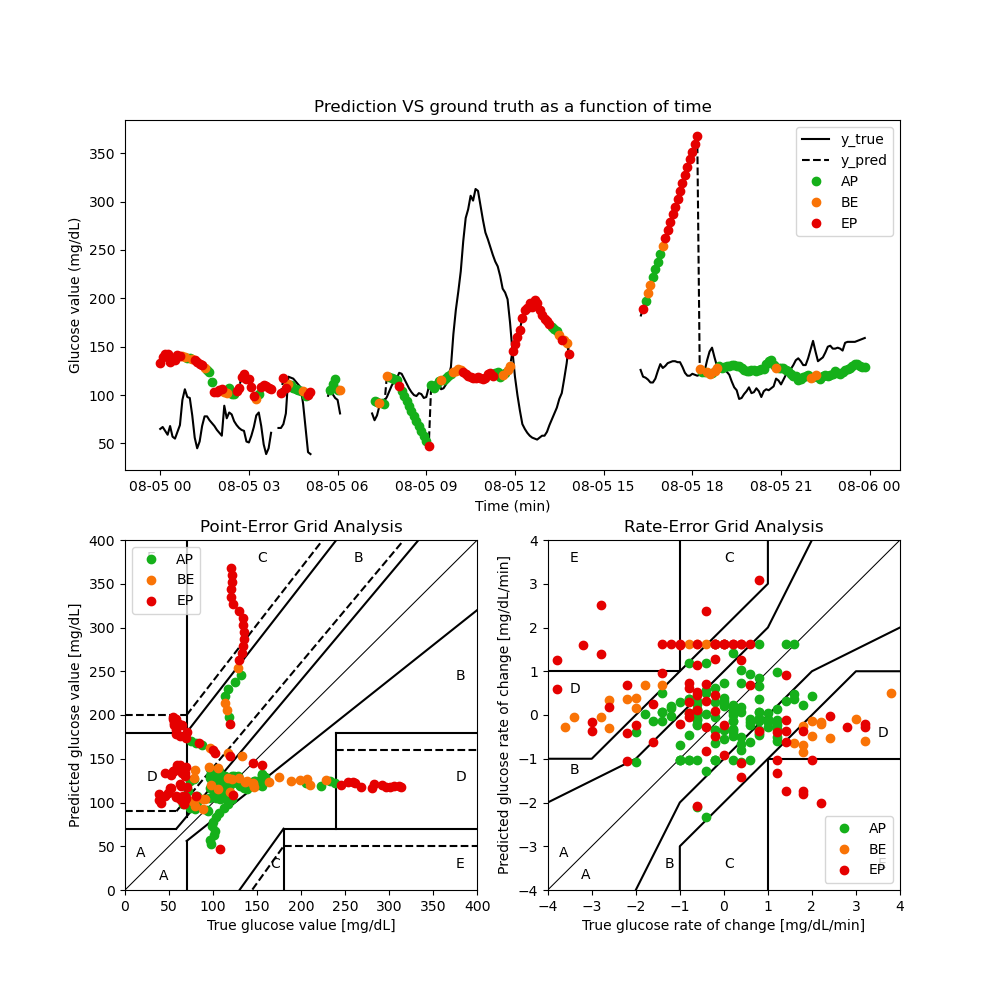 Prediction VS ground truth as a function of time
Glucose value (mg/dL)
350
300
250
200
150
100
50
y_true
y_pred
AP
BE
EP
08-05 00 08-05 03 08-05 06 08-05 09 08-05 12 08-05 15 08-05 18 08-05 21 08-06 00
Time (min)
Point-Error Grid Analysis
Predicted glucose value [mg/dL]
400
350
300
250
200
150
100
50
0
AP
BE
EP
C
B
B
D
D
A
A
C
E
0 50 100 150 200 250 300 350 400
True glucose value [mg/dL]
Rate-Error Grid Analysis
Predicted glucose rate of change [mg/dL/min]
4
3
2
1
0
−1
−2
−3
−4
E
C
D
D
B
A
A
B
C
AP
BE
EP
−4 −3 −2 −1 0 1 2 3 4
True glucose rate of change [mg/dL/min]